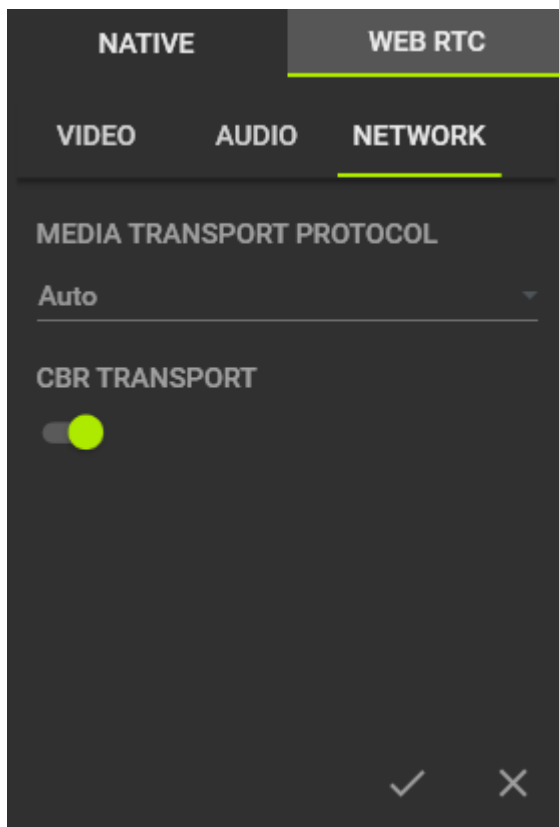 NATIVE WEB RTC
VIDEO AUDIO NETWORK
MEDIA TRANSPORT PROTOCOL
Auto
CBR TRANSPORT